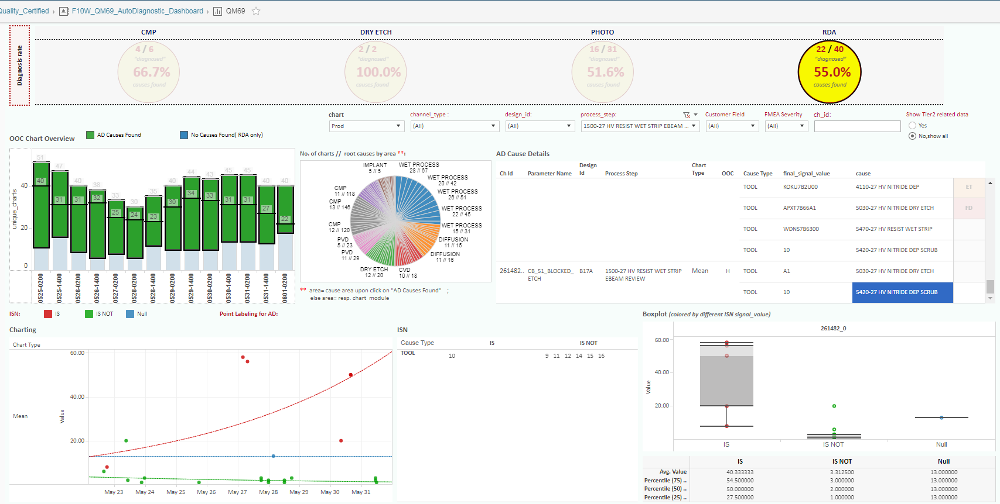 Quality_Certified › F10W_QM69_AutoDiagnostic_Dashboard › QM69
Diagnosis rate
CMP DRY ETCH PHOTO RDA
4 / 6 2 / 2 16 / 31 22 / 40
"diagnosed" "diagnosed" "diagnosed" "diagnosed"
66.7% 100.0% 51.6% 55.0%
causes found causes found causes found causes found
chart channel_type : design_id: process_step: Customer Field FMEA Severity ch_id: Show Tier2 related data
Prod (All) (All) 1500-27 HV RESIST WET STRIP EBEAM ... (All) (All) Yes
No,show all
OOC Chart Overview AD Causes Found No Causes Found( RDA only)
unique_charts
40
20
0
51 47 40 38 33 30 35 40 44 43 45 45 40 40
40 31 31 32 25 24 23 30 34 33 31 31 27 22
0525-0200 0525-1400 0526-0200 0526-1400 0527-0200 0528-0200 0528-1400 0529-0200 0529-1400 0530-0200 0530-1400 0531-0200 0531-1400 0601-0200
No. of charts // root causes by area **:
IMPLANT
5 // 5
WET PROCESS
28 // 67
WET PROCESS
20 // 42
WET PROCESS
26 // 51
WET PROCESS
22 // 45
WET PROCESS
15 // 31
DIFFUSION
11 // 15
DIFFUSION
11 // 16
CVD
10 // 18
DRY ETCH
12 // 20
PVD
11 // 29
PVD
5 // 23
CMP
12 // 120
CMP
13 // 146
CMP
11 // 118
** area= cause area upon click on "AD Causes Found" ;
else area= resp. chart module
AD Cause Details
Ch Id Parameter Name Design Id Process Step Chart Type OOC Cause Type final_signal_value cause
TOOL KOKU7B2U00 4110-27 HV NITRIDE DEP ET
TOOL APXT7B66A1 5030-27 HV NITRIDE DRY ETCH FD
TOOL WDNS7B6300 5470-27 HV RESIST WET STRIP
TOOL 10 5420-27 HV NITRIDE DEP SCRUB
261482.. CB_51_BLOCKED_ B17A 1500-27 HV RESIST WET STRIP Mean H TOOL A1 5030-27 HV NITRIDE DRY ETCH
ETCH EBEAM REVIEW
TOOL 10 5420-27 HV NITRIDE DEP SCRUB
ISN: IS IS NOT Null Point Labeling for AD:
Charting
Chart Type
Mean
Value
60.00
40.00
20.00
May 23 May 24 May 25 May 26 May 27 May 28 May 29 May 30 May 31
ISN
Cause Type IS IS NOT
TOOL 10 9 11 12 14 15 16
Boxplot (colored by different ISN signal_value)
261482_0
Value
60.00
40.00
20.00
IS IS NOT Null
IS IS NOT Null
Avg. Value 40.333333 3.312500 13.000000
Percentile (75) .. 54.500000 3.000000 13.000000
Percentile (50) .. 50.000000 2.000000 13.000000
Percentile (25) .. 27.500000 1.000000 13.000000